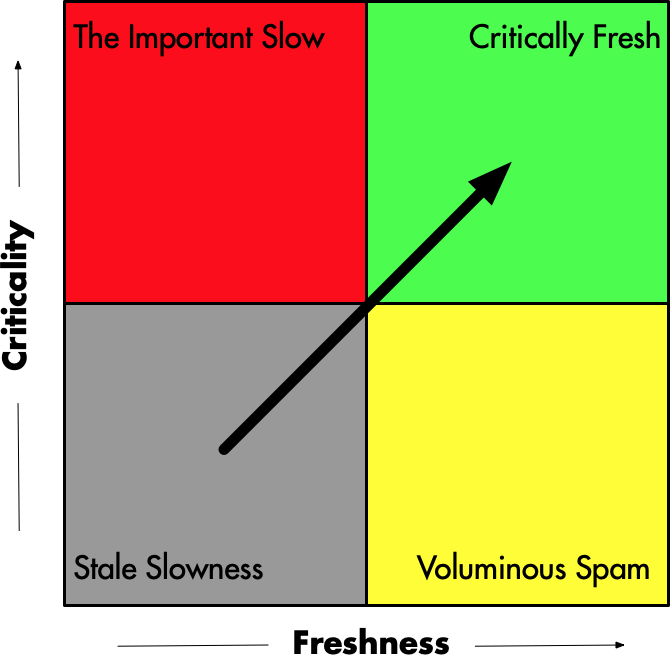 The Important Slow
Critically Fresh
Criticality
Stale Slowness
Voluminous Spam
Freshness